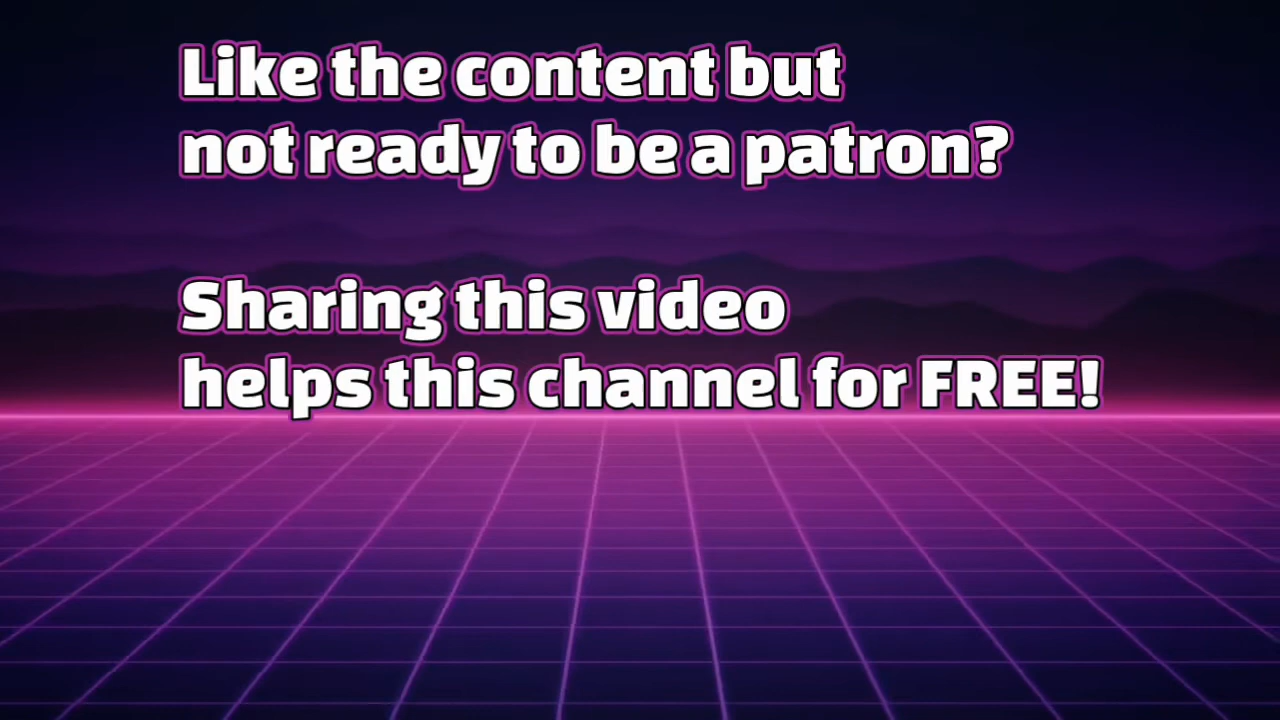 Like the content but
not ready to be a patron?
Sharing this video
helps this channel for FREE!